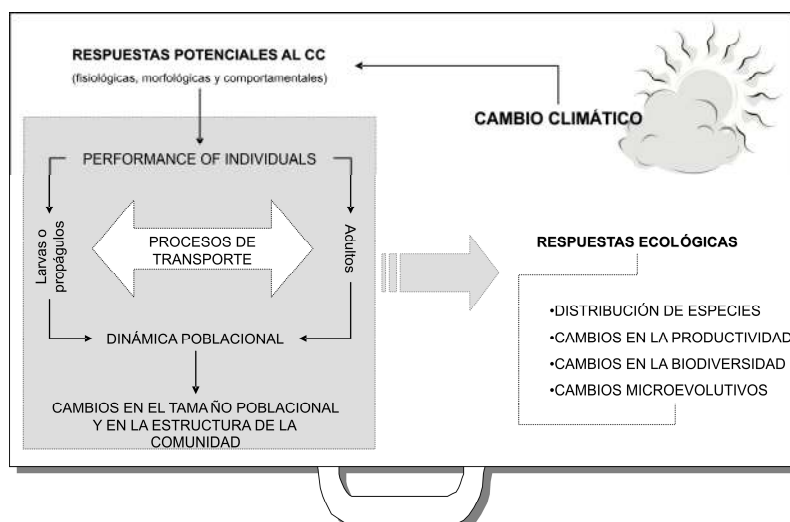 RESPUESTAS POTENCIALES AL CC
(fisiológicas, morfológicas y comportamentales)
CAMBIO CLIMÁTICO
PERFORMANCE OF INDIVIDUALS
Larvas o
propágulos
PROCESOS DE
TRANSPORTE
Adultos
DINÁMICA POBLACIONAL
CAMBIOS EN EL TAMAÑO POBLACIONAL
Y EN LA ESTRUCTURA DE LA
COMUNIDAD
RESPUESTAS ECOLÓGICAS
•DISTRIBUCIÓN DE ESPECIES
•CAMBIOS EN LA PRODUCTIVIDAD
•CAMBIOS EN LA BIODIVERSIDAD
•CAMBIOS MICROEVOLUTIVOS